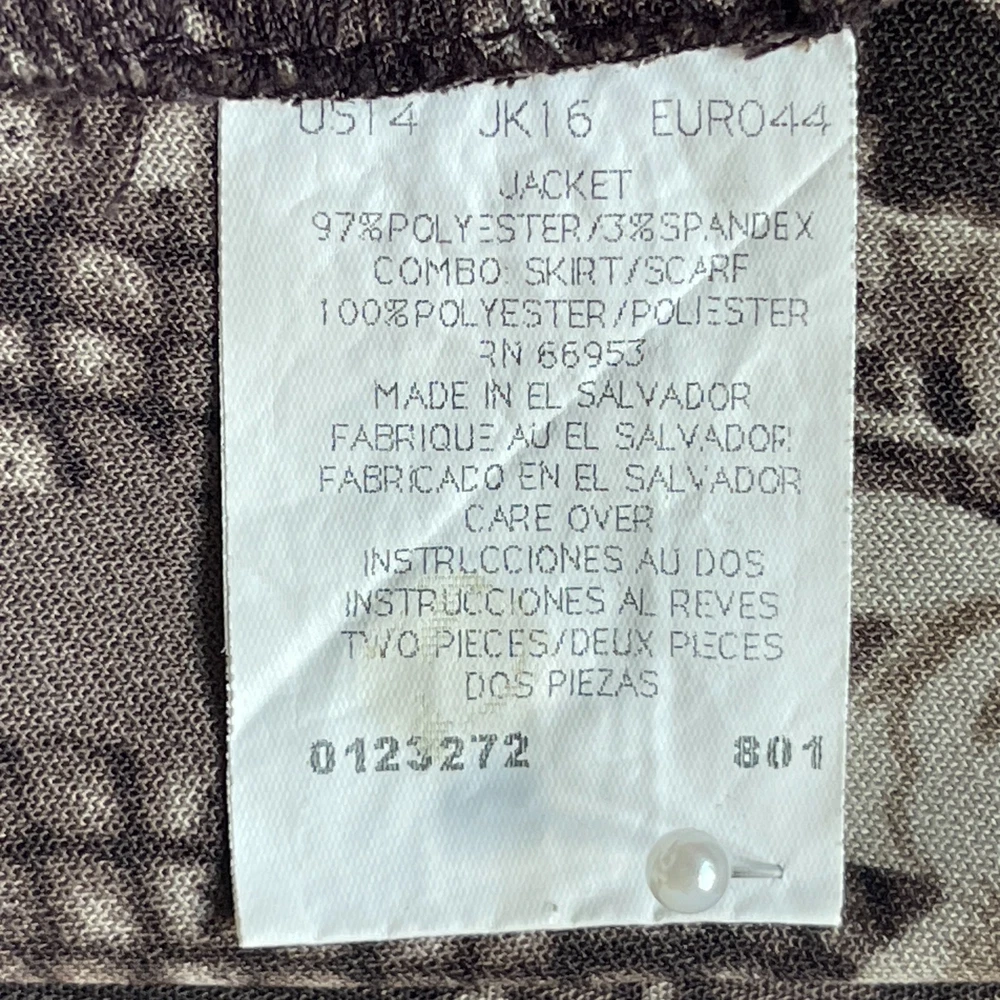 US14 UK16 EURO44
JACKET
97%POLYESTER/3%SPANDEX
COMBO: SKIRT/SCARF
100%POLYESTER/POLIESTER
RN 66953
MADE IN EL SALVADOR
FABRIQUE AU EL SALVADOR
FABRICADO EN EL SALVADOR
CARE OVER
INSTRUCCIONES AU DOS
INSTRUCCIONES AL REVES
TWO PIECES/DEUX PIECES
DOS PIEZAS
0123272 801